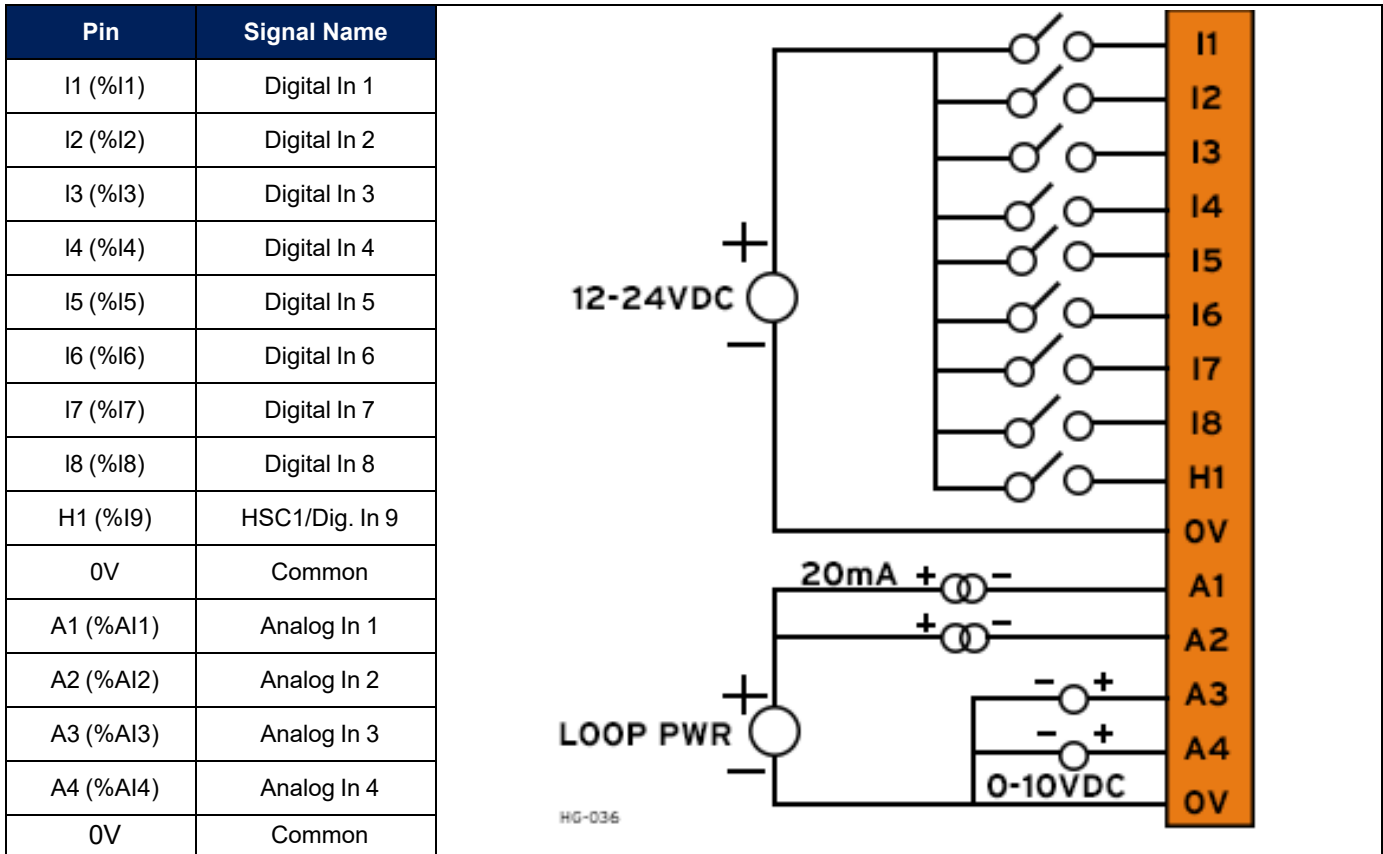 Pin Signal Name
I1 (%I1) Digital In 1
I2 (%I2) Digital In 2
I3 (%I3) Digital In 3
I4 (%I4) Digital In 4
I5 (%I5) Digital In 5
I6 (%I6) Digital In 6
I7 (%I7) Digital In 7
I8 (%I8) Digital In 8
H1 (%I9) HSC1/Dig. In 9
0V Common
A1 (%AI1) Analog In 1
A2 (%AI2) Analog In 2
A3 (%AI3) Analog In 3
A4 (%AI4) Analog In 4
0V Common
I1
I2
I3
I4
+
I5
12-24VDC
I6
−
I7
I8
H1
0V
20mA + − A1
+ − A2
+ − + A3
LOOP PWR
− + A4
−
0-10VDC
0V
HG-036